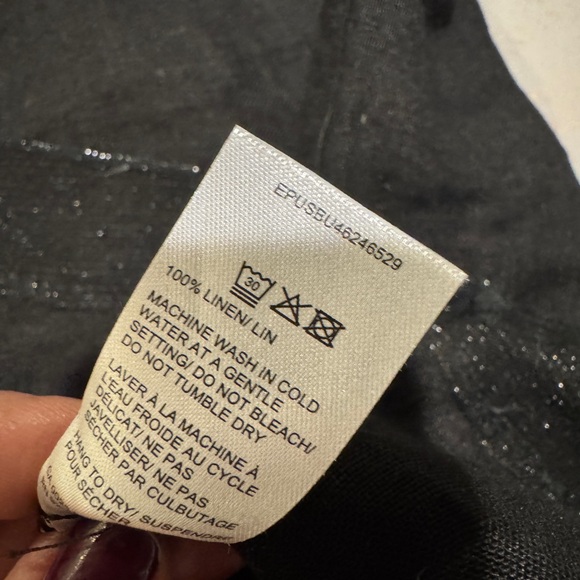 EPUSBU46246529
30
100% LINEN/ LIN
MACHINE WASH IN COLD
WATER AT A GENTLE
SETTING/ DO NOT BLEACH/
DO NOT TUMBLE DRY
LAVER À LA MACHINE À
L'EAU FROIDE AU CYCLE
DÉLICAT/ NE PAS
JAVELLISER/ NE PAS
SÉCHER PAR CULBUTAGE
HANG TO DRY/ SUSPENDRE
POUR SÉCHER